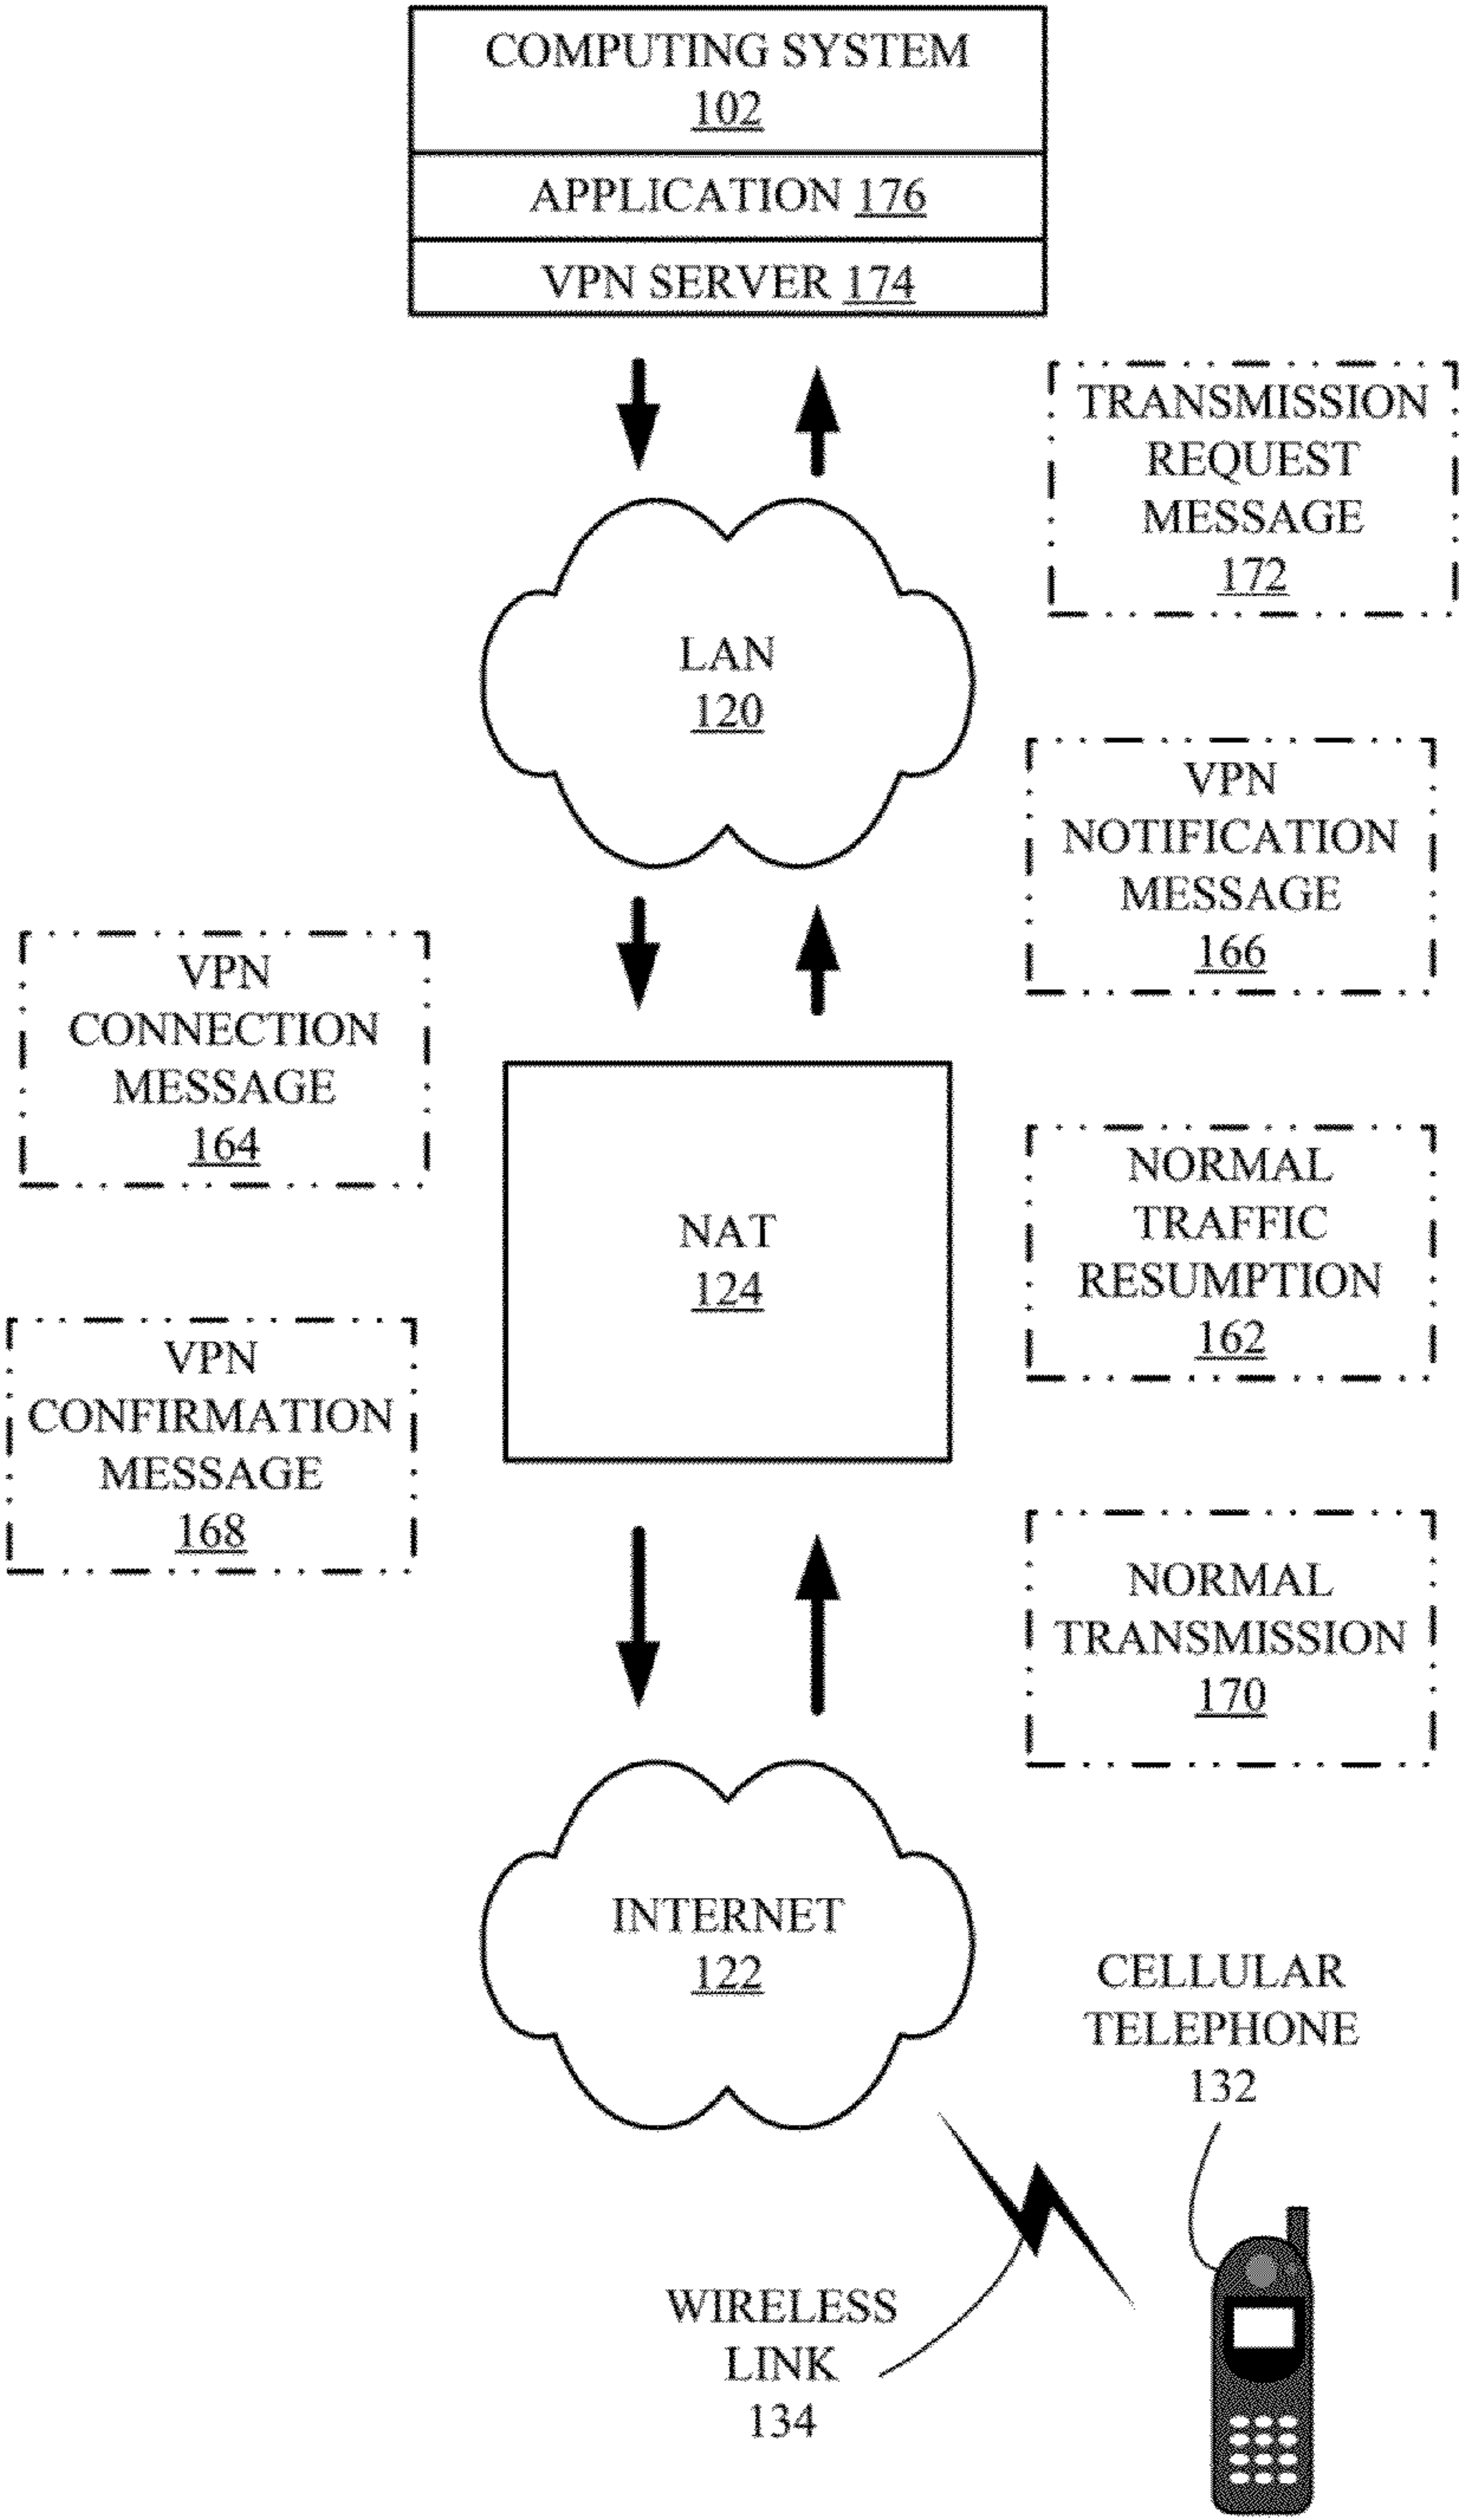 COMPUTING SYSTEM
102
APPLICATION 176
VPN SERVER 174
TRANSMISSION
REQUEST
MESSAGE
172
LAN
120
VPN
NOTIFICATION
MESSAGE
166
VPN
CONNECTION
MESSAGE
164
NAT
124
NORMAL
TRAFFIC
RESUMPTION
162
VPN
CONFIRMATION
MESSAGE
168
NORMAL
TRANSMISSION
170
INTERNET
122
CELLULAR
TELEPHONE
132
WIRELESS
LINK
134